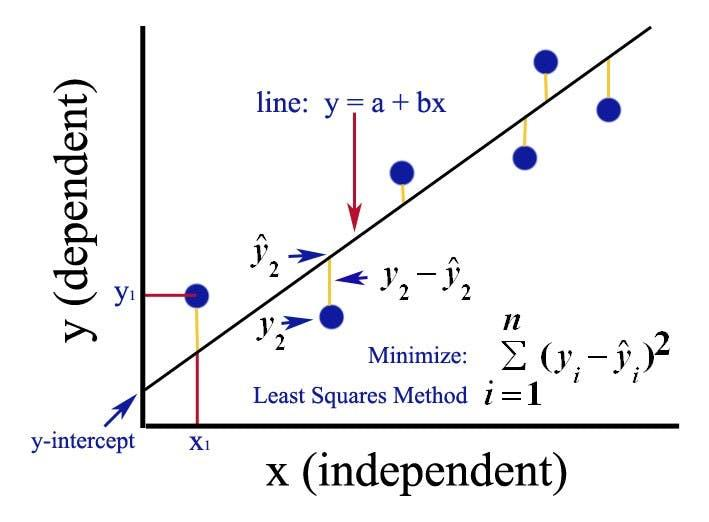 line: y = a + bx
y (dependent)
ŷ₂
y₂ − ŷ₂
y₁
y₂
n
Minimize: Σ (yᵢ − ŷᵢ)²
Least Squares Method i = 1
y-intercept
x₁
x (independent)